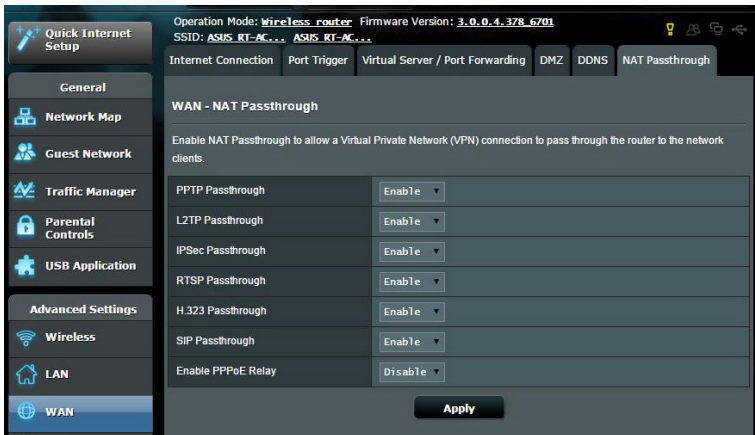 Quick Internet
Setup
Operation Mode: Wireless router Firmware Version: 3.0.0.4.378_6701
SSID: ASUS RT-AC... ASUS RT-AC...
Internet Connection Port Trigger Virtual Server / Port Forwarding DMZ DDNS NAT Passthrough
General
Network Map
Guest Network
Traffic Manager
Parental
Controls
USB Application
Advanced Settings
Wireless
LAN
WAN
WAN - NAT Passthrough
Enable NAT Passthrough to allow a Virtual Private Network (VPN) connection to pass through the router to the network
clients.
PPTP Passthrough Enable
L2TP Passthrough Enable
IPSec Passthrough Enable
RTSP Passthrough Enable
H.323 Passthrough Enable
SIP Passthrough Enable
Enable PPPoE Relay Disable
Apply